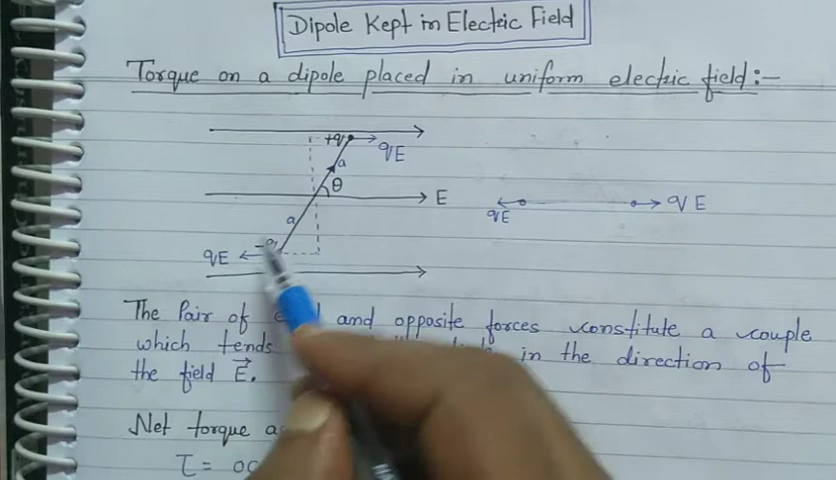 Dipole Kept in Electric Field
Torque on a dipole placed in uniform electric field:-
+q
qE
a
θ
E
a
qE
qE
-q
qE
The Pair of and opposite forces constitute a couple
which tends in the direction of
the field E⃗.
Net torque
τ =